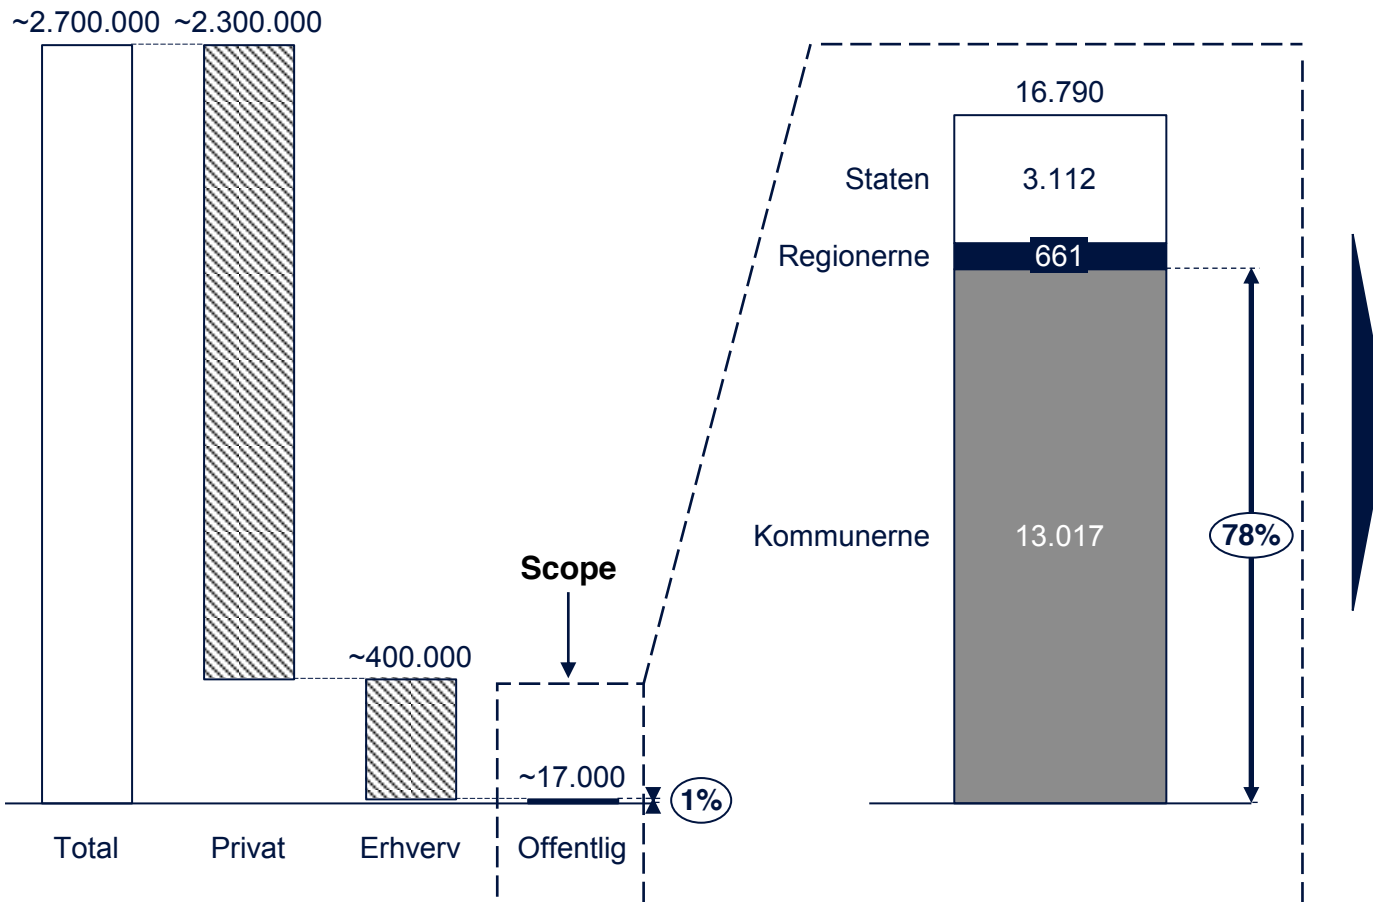 ~2.700.000
~2.300.000
~400.000
Scope
~17.000
1%
Total
Privat
Erhverv
Offentlig
16.790
Staten
3.112
Regionerne
661
Kommunerne
13.017
78%